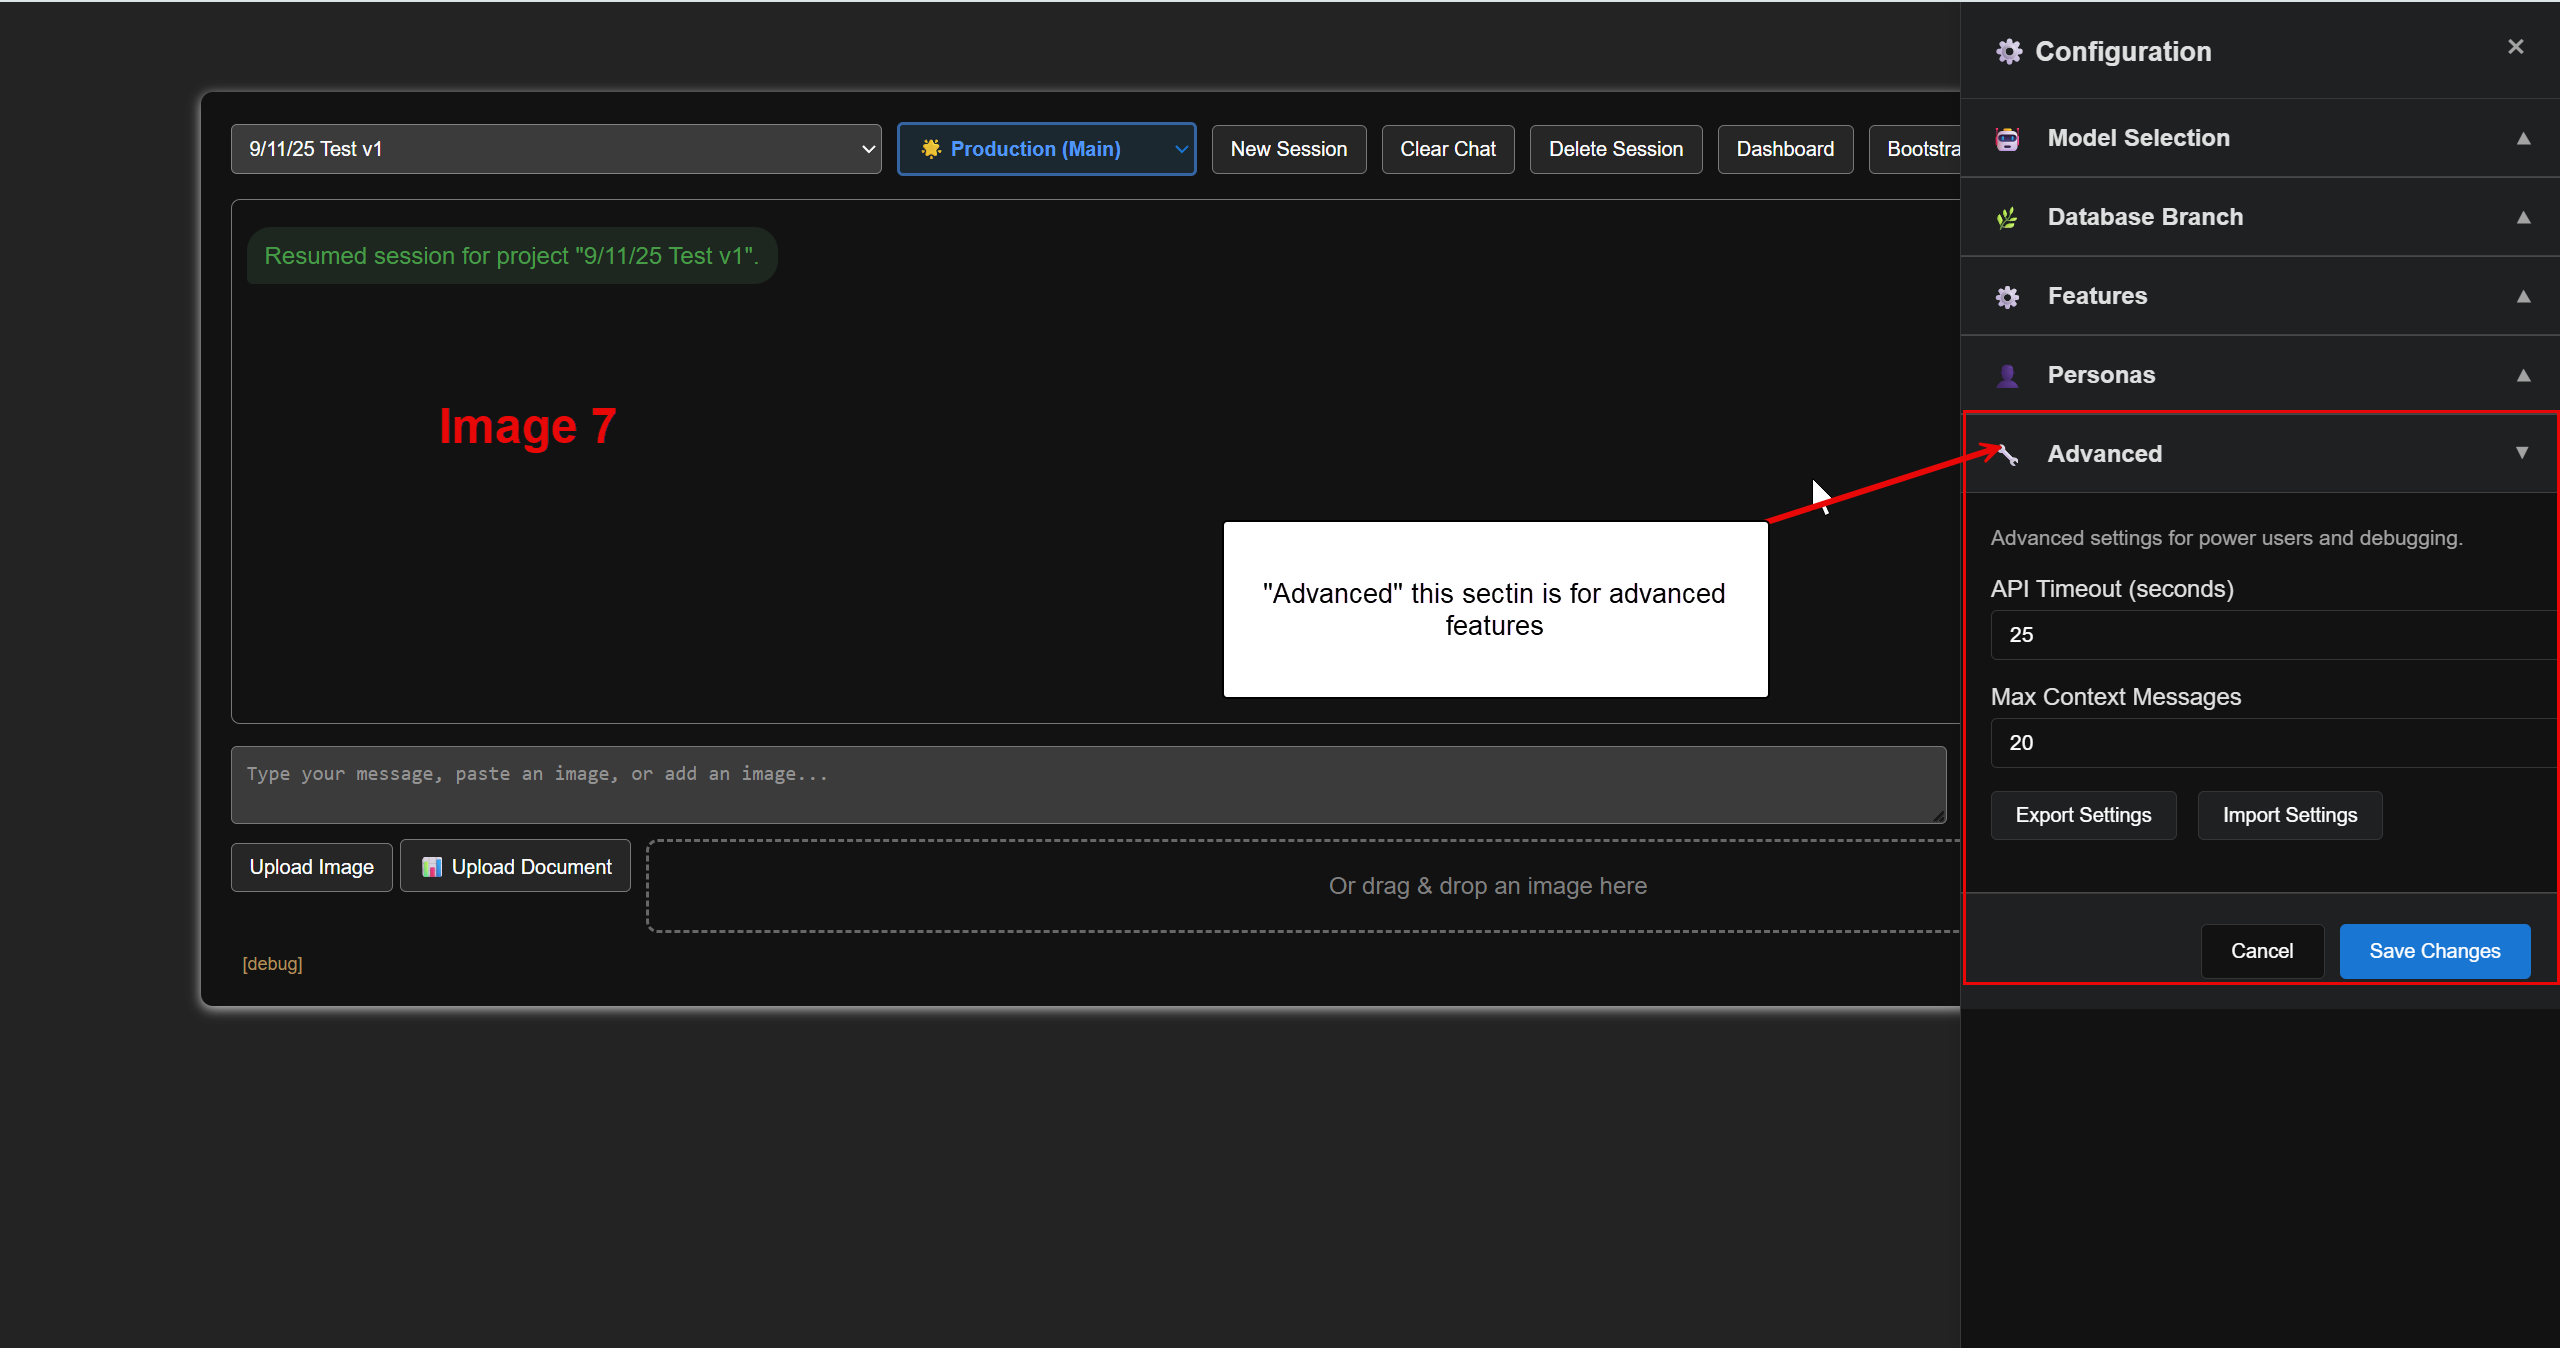 Configuration
×
9/11/25 Test v1
Production (Main)
New Session
Clear Chat
Delete Session
Dashboard
Bootstra
Model Selection
Database Branch
Features
Personas
Advanced
Resumed session for project "9/11/25 Test v1".
Image 7
"Advanced" this sectin is for advanced
features
Advanced settings for power users and debugging.
API Timeout (seconds)
25
Max Context Messages
20
Export Settings
Import Settings
Type your message, paste an image, or add an image...
Upload Image
Upload Document
Or drag & drop an image here
Cancel
Save Changes
[debug]